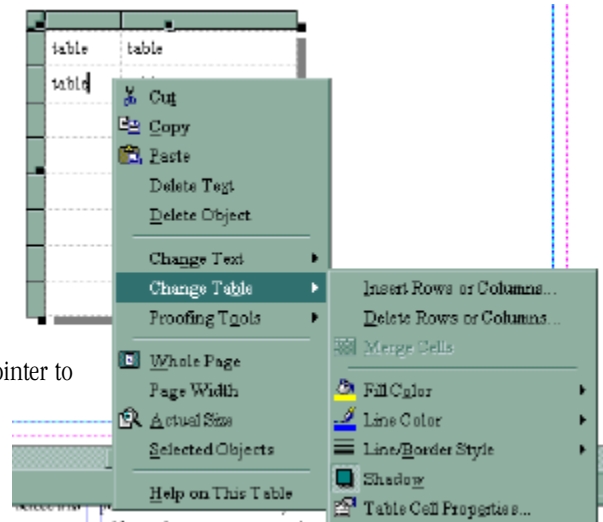 table table
table
Cut
Copy
Paste
Delete Text
Delete Object
Change Text
Change Table
Proofing Tools
Whole Page
Page Width
Actual Size
Selected Objects
Help on This Table
Insert Rows or Columns...
Delete Rows or Columns...
Merge Cells
Fill Color
Line Color
Line/Border Style
Shadow
Table Cell Properties...
ointer to